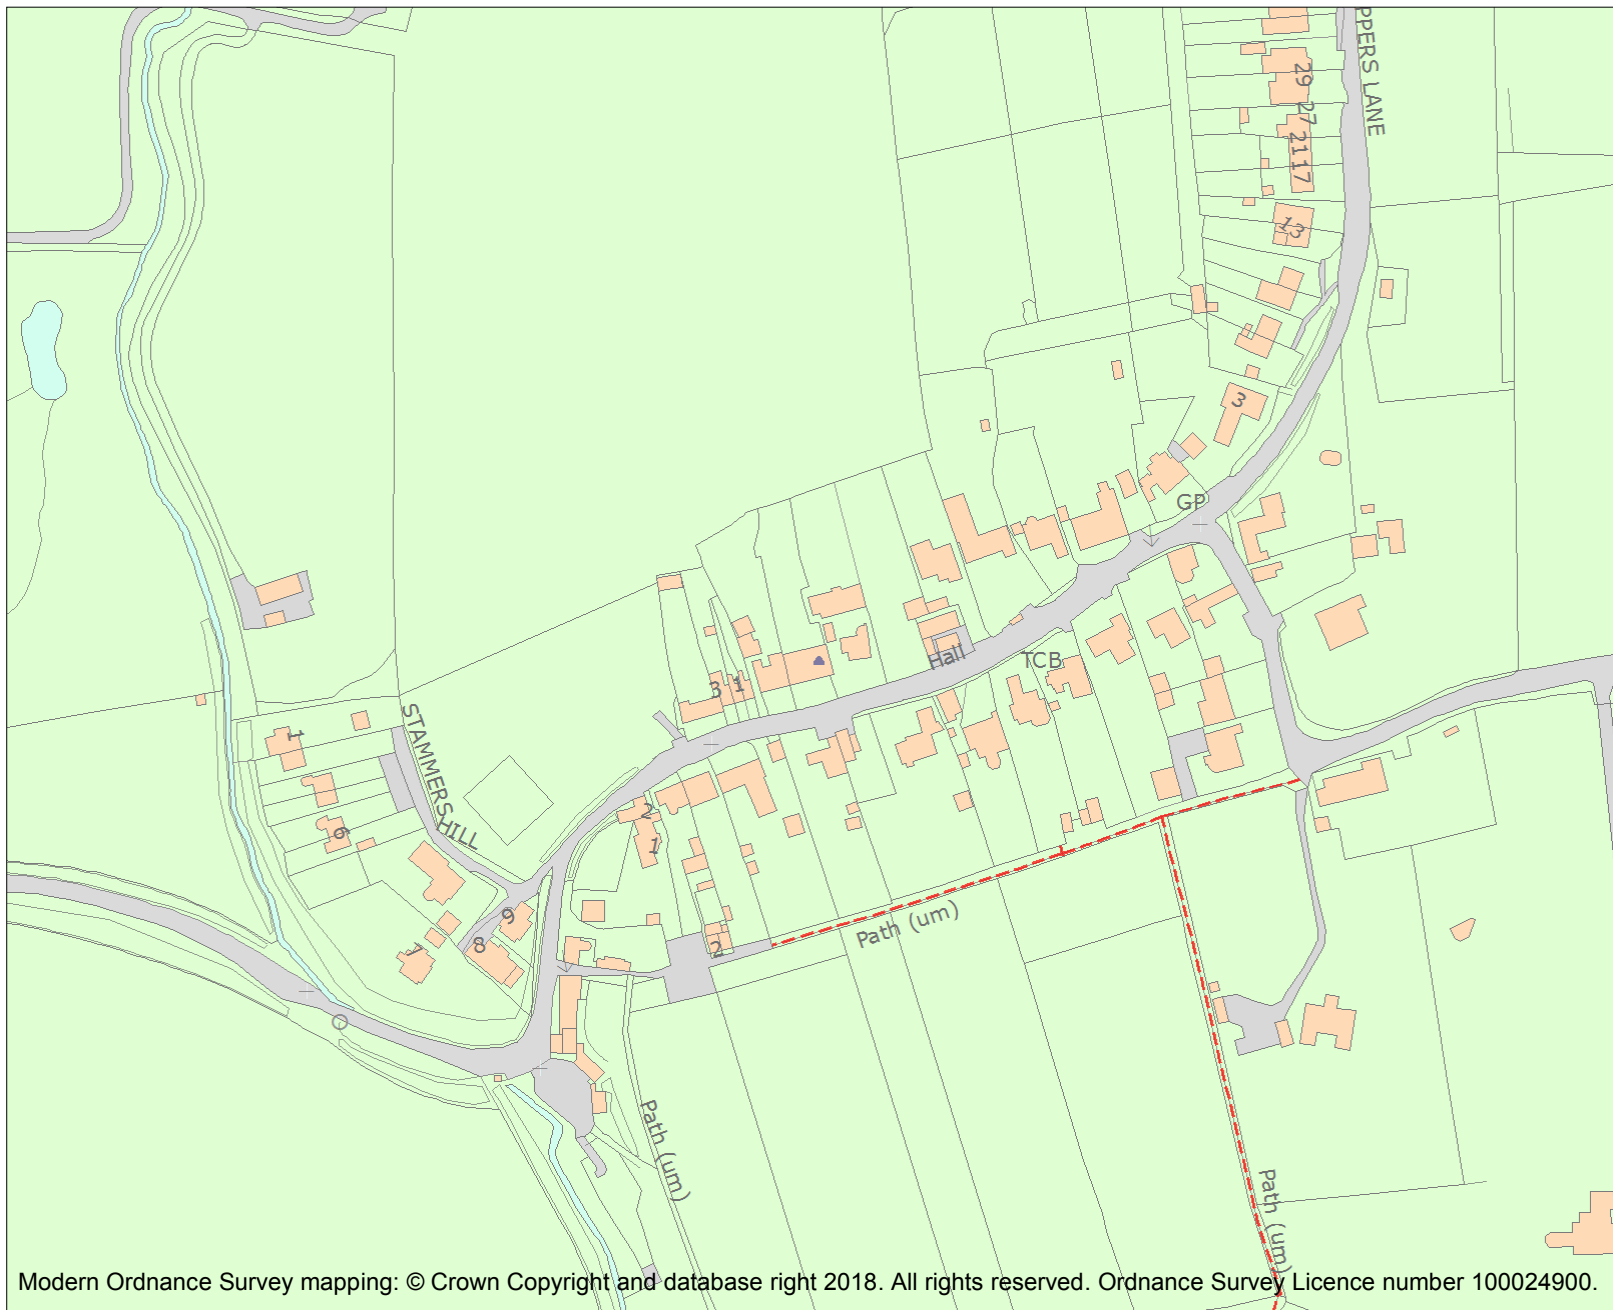 PPERS LANE
29
27
21
17
13
3
GP
Hall
TCB
3
1
STAMMERS HILL
1
6
2
1
9
8
7
2
Path (um)
Path (um)
Path (um)
Modern Ordnance Survey mapping: © Crown Copyright and database right 2018. All rights reserved. Ordnance Survey Licence number 100024900.